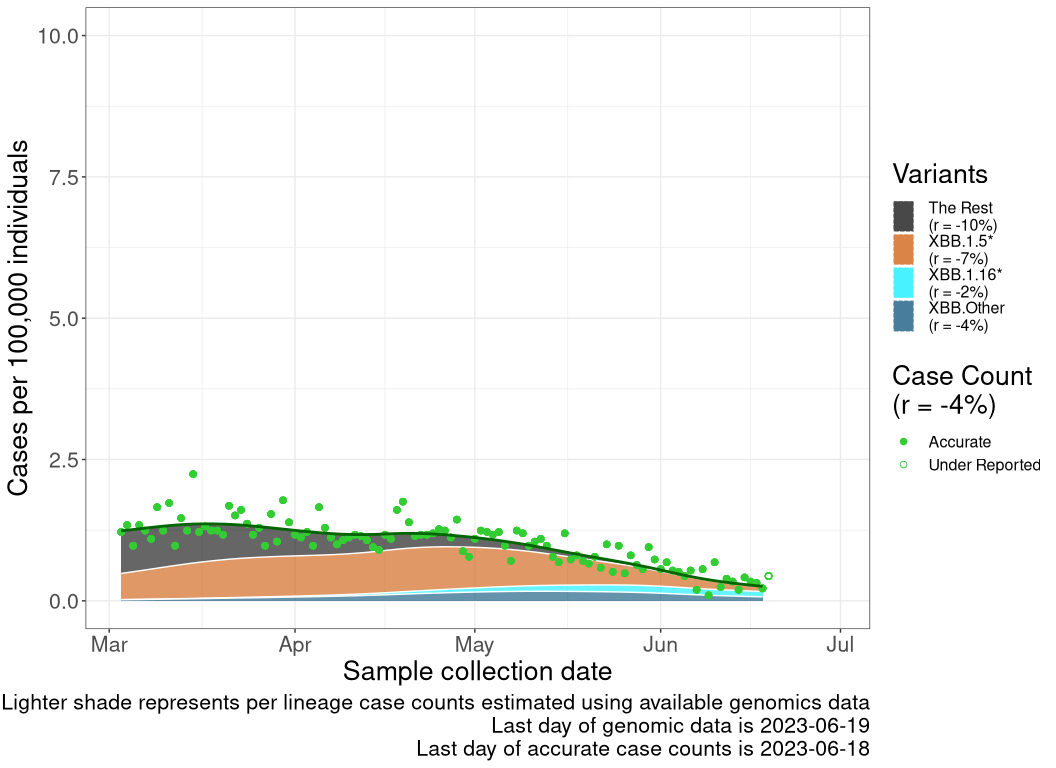 10.0
7.5
5.0
2.5
0.0
Cases per 100,000 individuals
Mar
Apr
May
Jun
Jul
Sample collection date
Variants
The Rest
(r = -10%)
XBB.1.5*
(r = -7%)
XBB.1.16*
(r = -2%)
XBB.Other
(r = -4%)
Case Count
(r = -4%)
Accurate
Under Reported
Lighter shade represents per lineage case counts estimated using available genomics data
Last day of genomic data is 2023-06-19
Last day of accurate case counts is 2023-06-18